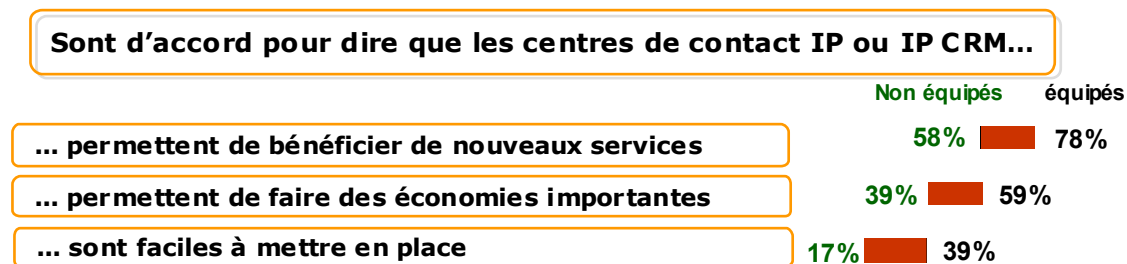 Sont d’accord pour dire que les centres de contact IP ou IP CRM...
Non équipés équipés
... permettent de bénéficier de nouveaux services 58% 78%
... permettent de faire des économies importantes 39% 59%
... sont faciles à mettre en place 17% 39%